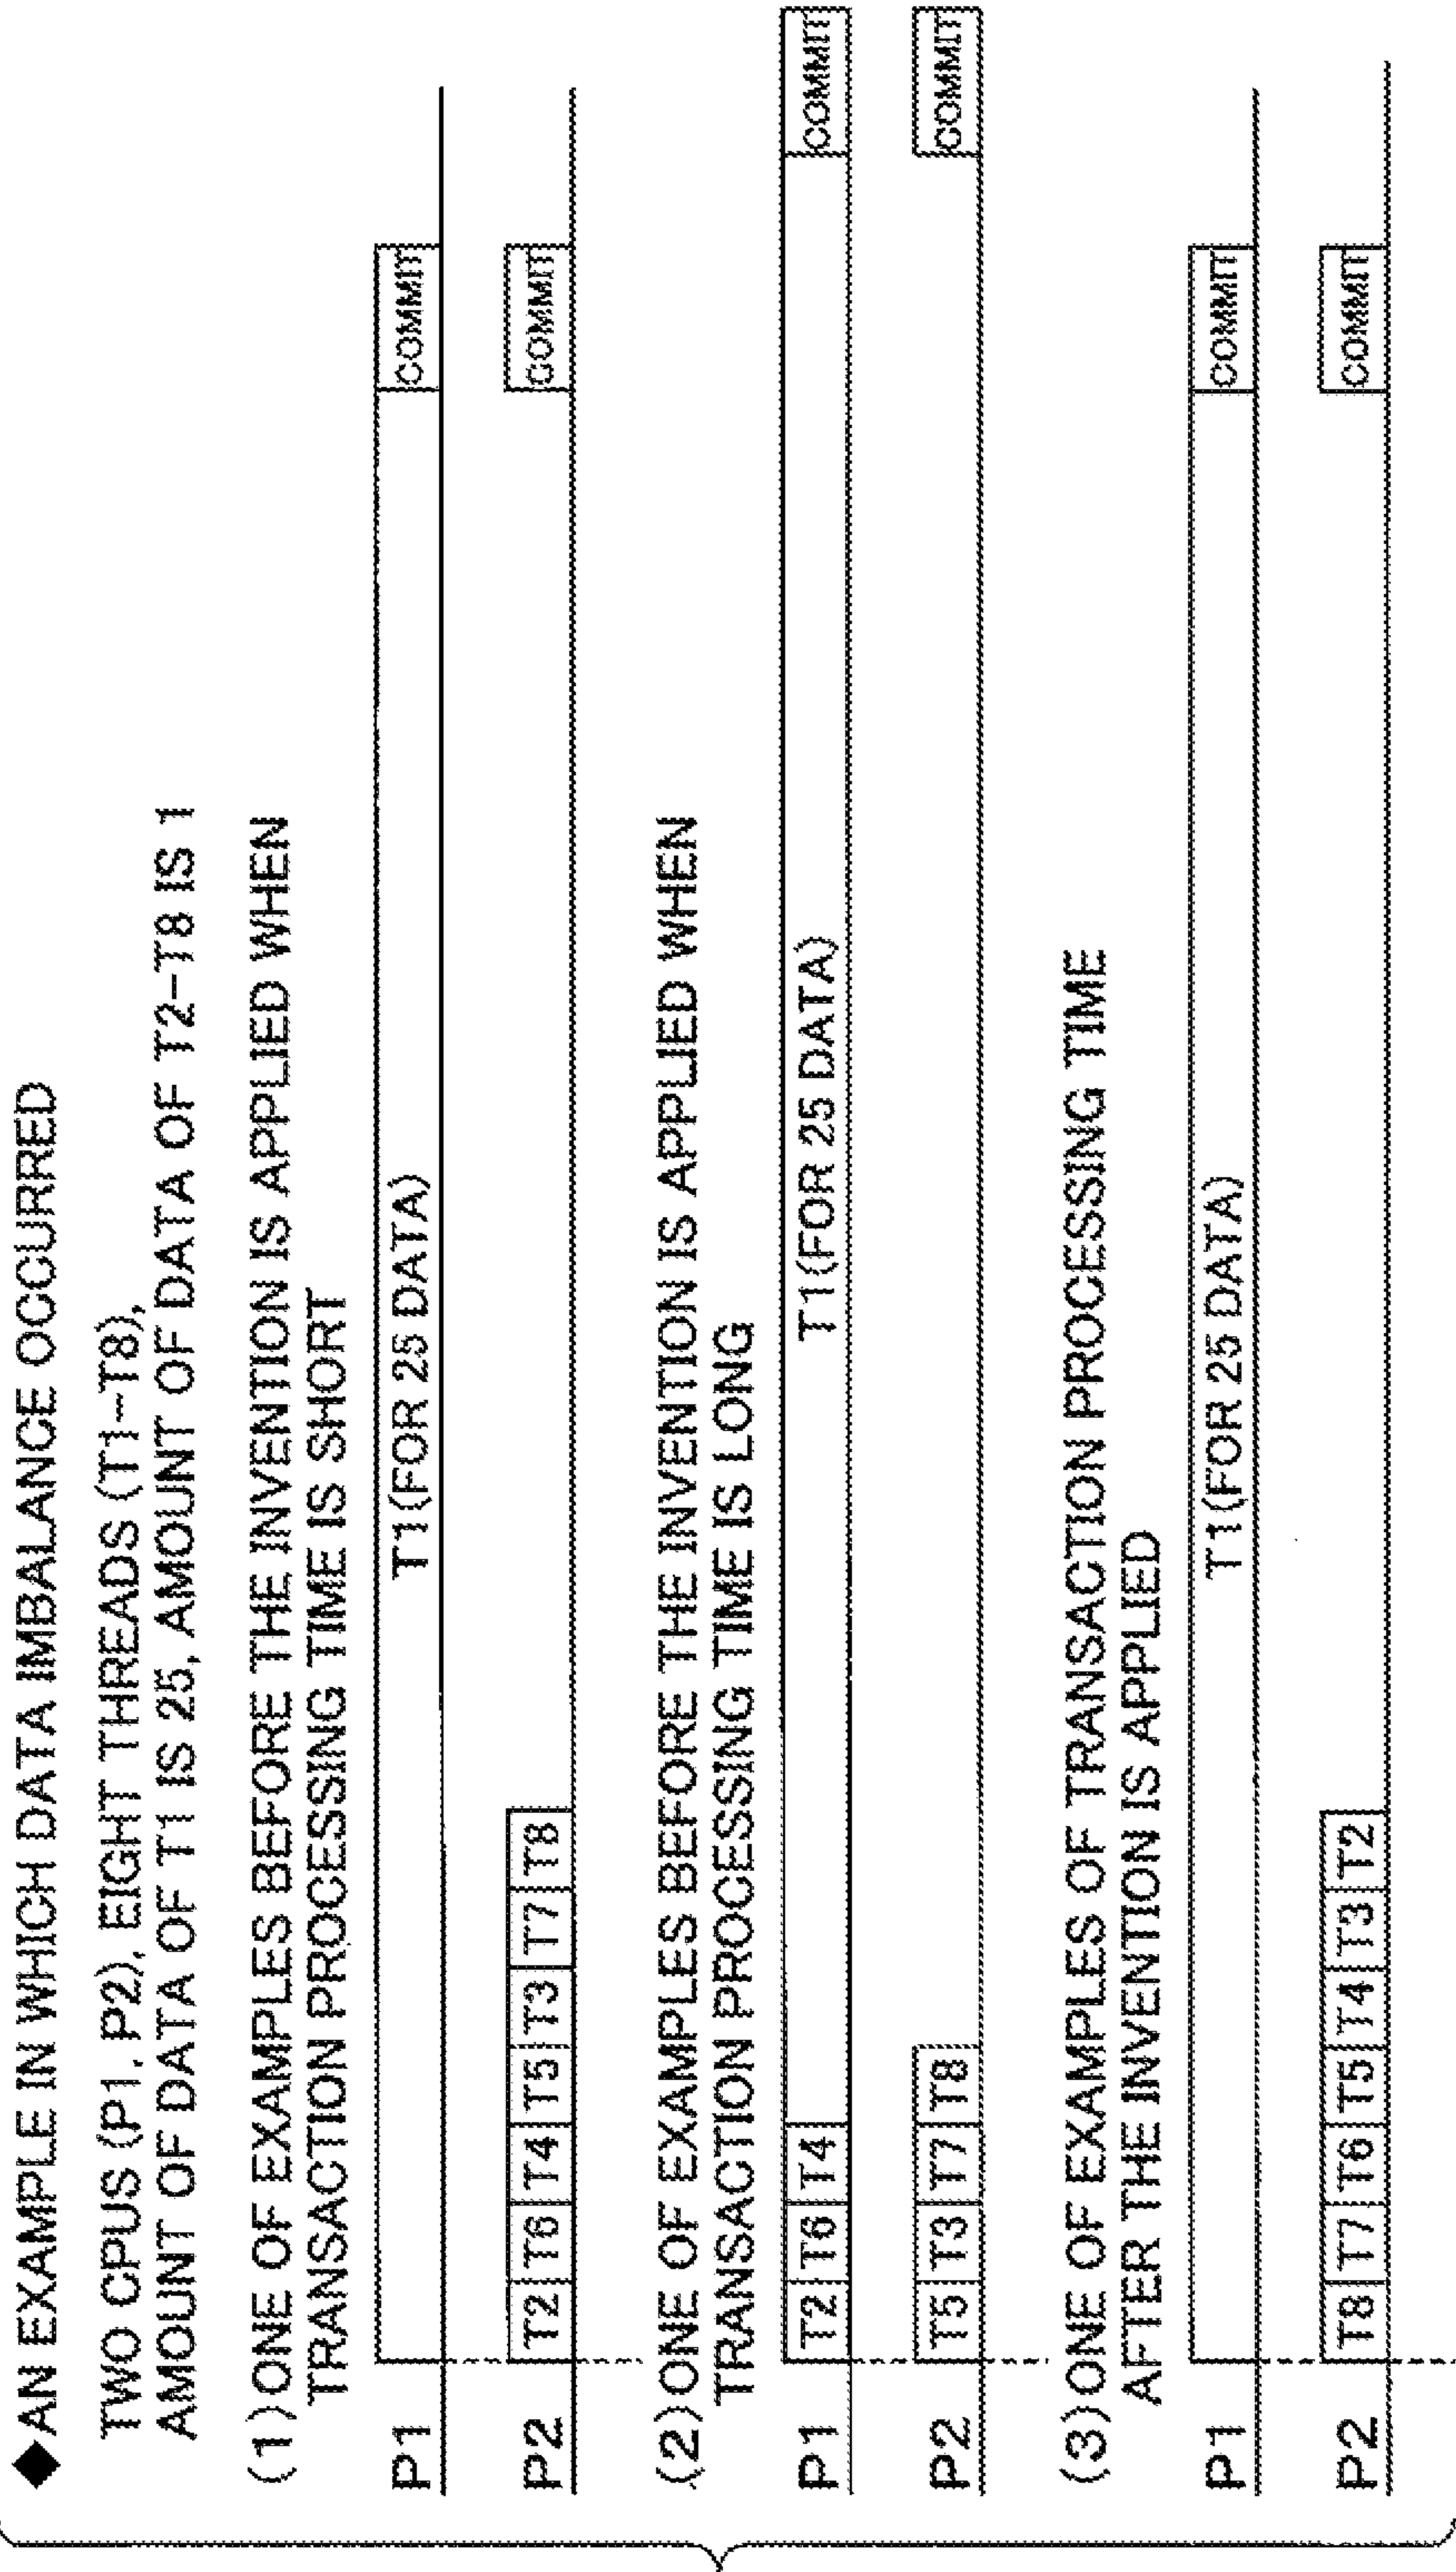 ◆AN EXAMPLE IN WHICH DATA IMBALANCE OCCURRED
TWO CPUS (P1, P2), EIGHT THREADS (T1-T8),
AMOUNT OF DATA OF T1 IS 25, AMOUNT OF DATA OF T2-T8 IS 1
(1)ONE OF EXAMPLES BEFORE THE INVENTION IS APPLIED WHEN
TRANSACTION PROCESSING TIME IS SHORT
P1 T1(FOR 25 DATA) COMMIT
P2 T2 T6 T4 T5 T3 T7 T8 COMMIT
(2)ONE OF EXAMPLES BEFORE THE INVENTION IS APPLIED WHEN
TRANSACTION PROCESSING TIME IS LONG
P1 T2 T6 T4 T1(FOR 25 DATA) COMMIT
P2 T5 T3 T7 T8 COMMIT
(3)ONE OF EXAMPLES OF TRANSACTION PROCESSING TIME
AFTER THE INVENTION IS APPLIED
P1 T1(FOR 25 DATA) COMMIT
P2 T8 T7 T6 T5 T4 T3 T2 COMMIT